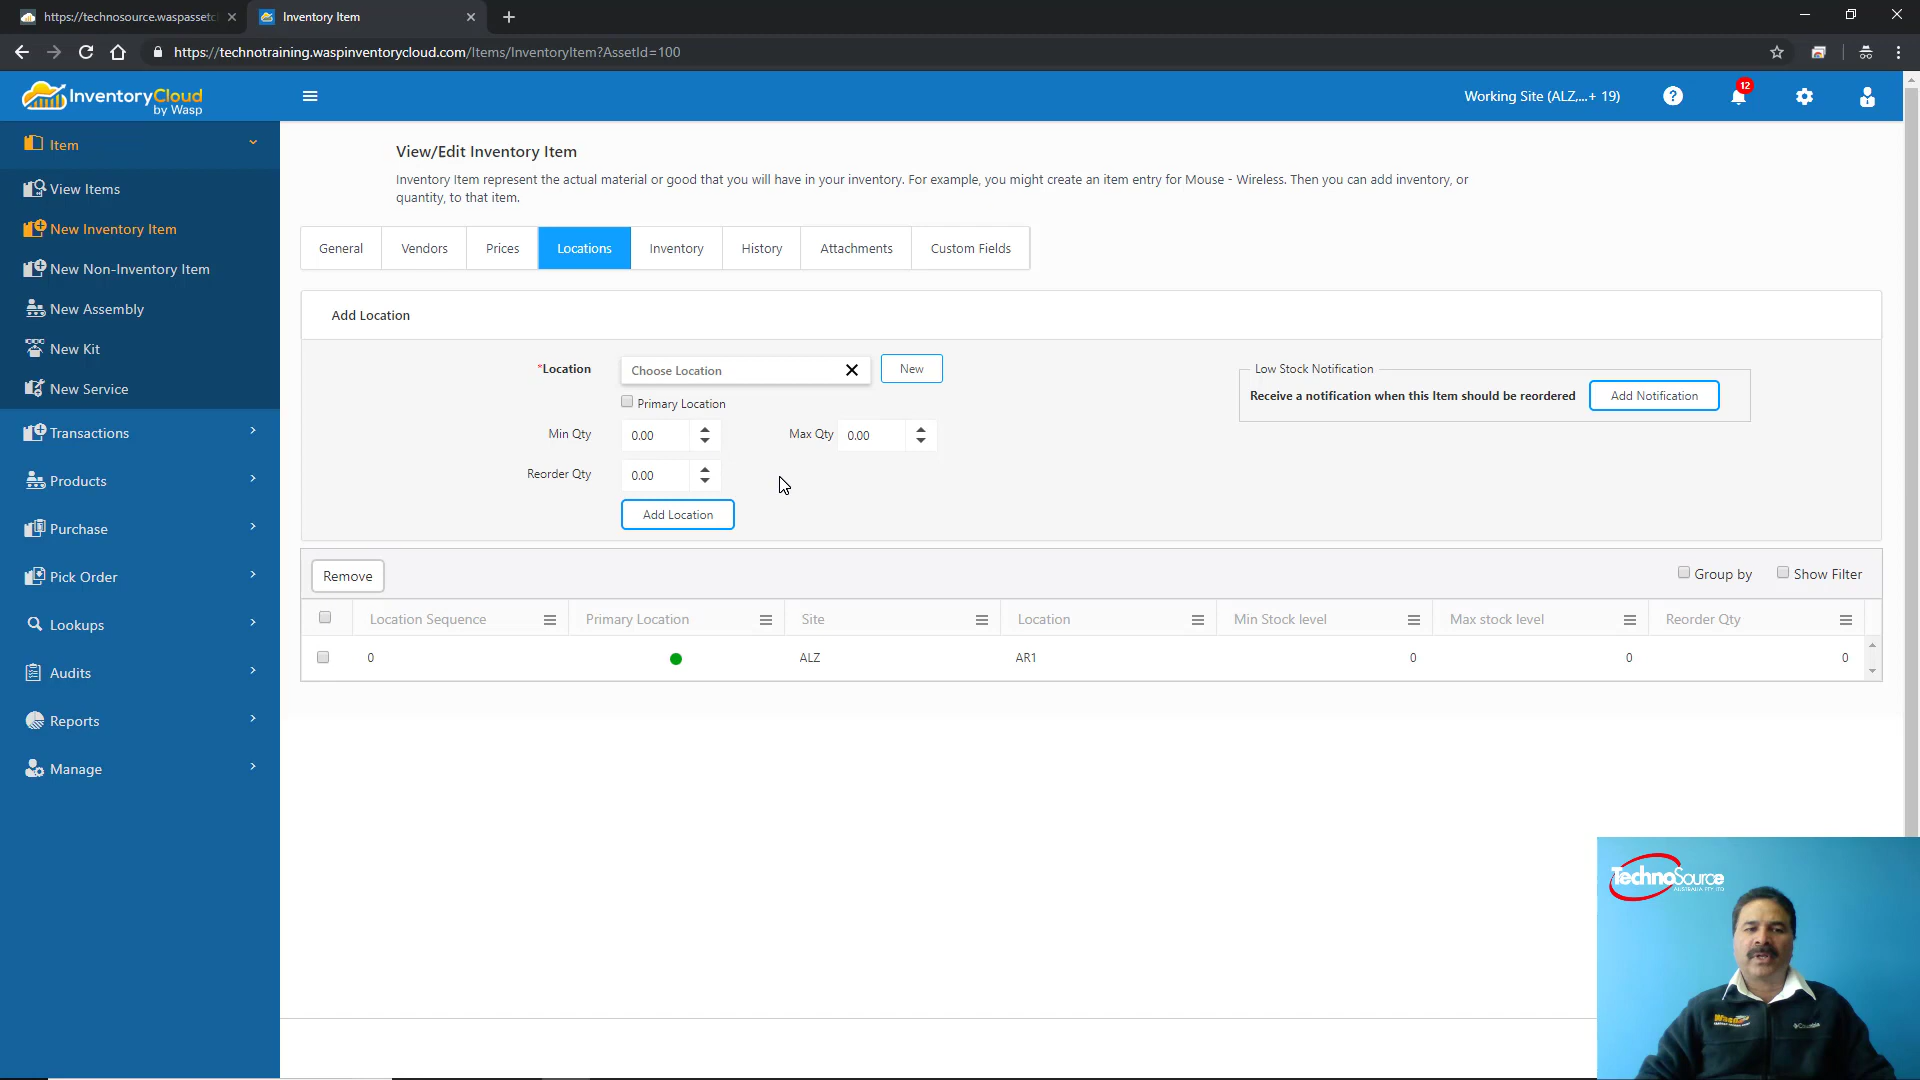 https://technosource.waspassetc
Inventory Item
https://technotraining.waspinventorycloud.com/Items/InventoryItem?AssetId=100
InventoryCloud
by Wasp
Working Site (ALZ,...+ 19)
?
12
Item
View Items
New Inventory Item
New Non-Inventory Item
New Assembly
New Kit
New Service
Transactions
Products
Purchase
Pick Order
Lookups
Audits
Reports
Manage
View/Edit Inventory Item
Inventory Item represent the actual material or good that you will have in your inventory. For example, you might create an item entry for Mouse - Wireless. Then you can add inventory, or
quantity, to that item.
General Vendors Prices Locations Inventory History Attachments Custom Fields
Add Location
*Location Choose Location New
Primary Location
Min Qty 0.00 Max Qty 0.00
Reorder Qty 0.00
Add Location
Low Stock Notification
Receive a notification when this Item should be reordered Add Notification
Remove Group by Show Filter
Location Sequence Primary Location Site Location Min Stock level Max stock level Reorder Qty
0 ALZ AR1 0 0 0
TechnoSource
AUSTRALIA PTY. LTD
Wasp
Columbia